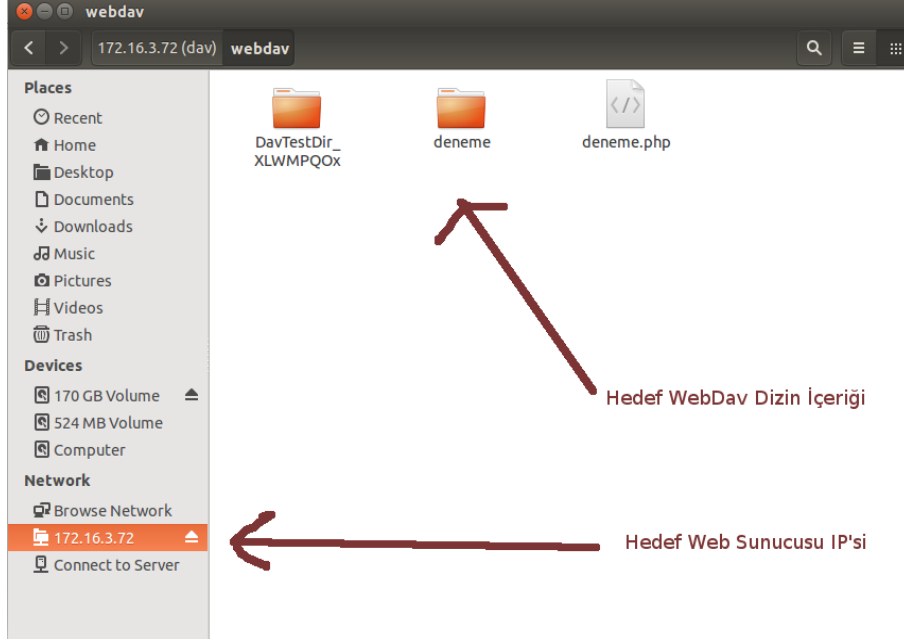 webdav
172.16.3.72 (dav) webdav
Places
Recent
Home
Desktop
Documents
Downloads
Music
Pictures
Videos
Trash
Devices
170 GB Volume
524 MB Volume
Computer
Network
Browse Network
172.16.3.72
Connect to Server
DavTestDir_
XLWMPQOx
deneme
deneme.php
Hedef WebDav Dizin İçeriği
Hedef Web Sunucusu IP'si